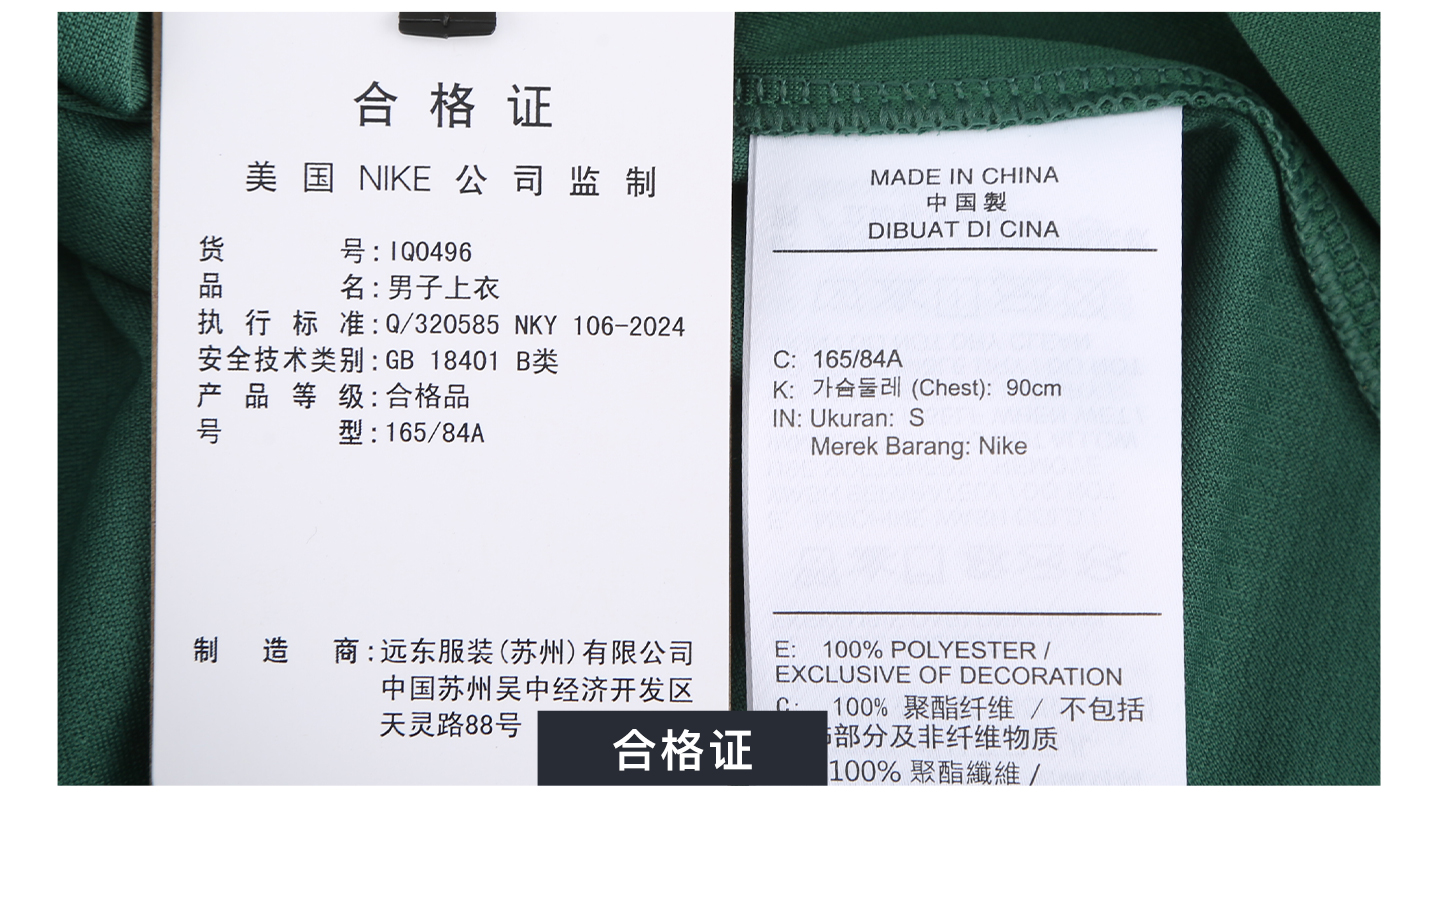 合格证
美国NIKE公司监制
货号:IQ0496
品名:男子上衣
执行标准:Q/320585 NKY 106-2024
安全技术类别:GB 18401 B类
产品等级:合格品
号型:165/84A
制造商:远东服装(苏州)有限公司
中国苏州吴中经济开发区
天灵路88号
MADE IN CHINA
中国製
DIBUAT DI CINA
C: 165/84A
K: 가슴둘레 (Chest): 90cm
IN: Ukuran: S
Merek Barang: Nike
E: 100% POLYESTER /
EXCLUSIVE OF DECORATION
C: 100% 聚酯纤维 / 不包括
部分及非纤维物质
100% 聚酯纖維 /
合格证